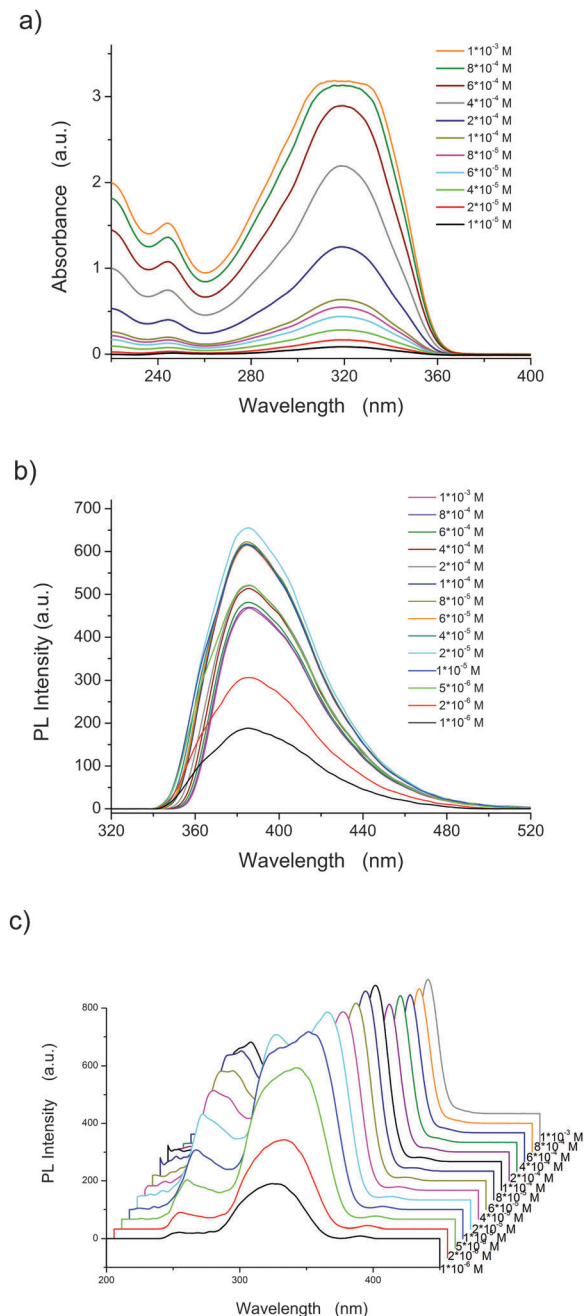 a)
1*10⁻³ M
8*10⁻⁴ M
6*10⁻⁴ M
4*10⁻⁴ M
2*10⁻⁴ M
1*10⁻⁴ M
8*10⁻⁵ M
6*10⁻⁵ M
4*10⁻⁵ M
2*10⁻⁵ M
1*10⁻⁵ M
3
2
1
0
Absorbance (a.u.)
240 280 320 360 400
Wavelength (nm)
b)
1*10⁻³ M
8*10⁻⁴ M
6*10⁻⁴ M
4*10⁻⁴ M
2*10⁻⁴ M
1*10⁻⁴ M
8*10⁻⁵ M
6*10⁻⁵ M
4*10⁻⁵ M
2*10⁻⁵ M
1*10⁻⁵ M
5*10⁻⁶ M
2*10⁻⁶ M
1*10⁻⁶ M
700
600
500
400
300
200
100
0
PL Intensity (a.u.)
320 360 400 440 480 520
Wavelength (nm)
c)
800
600
400
200
0
PL Intensity (a.u.)
1*10⁻³ M
8*10⁻⁴ M
6*10⁻⁴ M
4*10⁻⁴ M
2*10⁻⁴ M
1*10⁻⁴ M
8*10⁻⁵ M
6*10⁻⁵ M
4*10⁻⁵ M
2*10⁻⁵ M
1*10⁻⁵ M
5*10⁻⁶ M
2*10⁻⁶ M
1*10⁻⁶ M
200 300 400
Wavelength (nm)